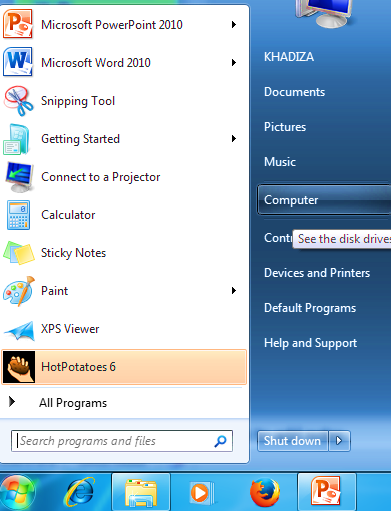 Microsoft PowerPoint 2010
Microsoft Word 2010
Snipping Tool
Getting Started
Connect to a Projector
Calculator
Sticky Notes
Paint
XPS Viewer
HotPotatoes 6
All Programs
Search programs and files
KHADIZA
Documents
Pictures
Music
Computer
See the disk drives
Devices and Printers
Default Programs
Help and Support
Shut down